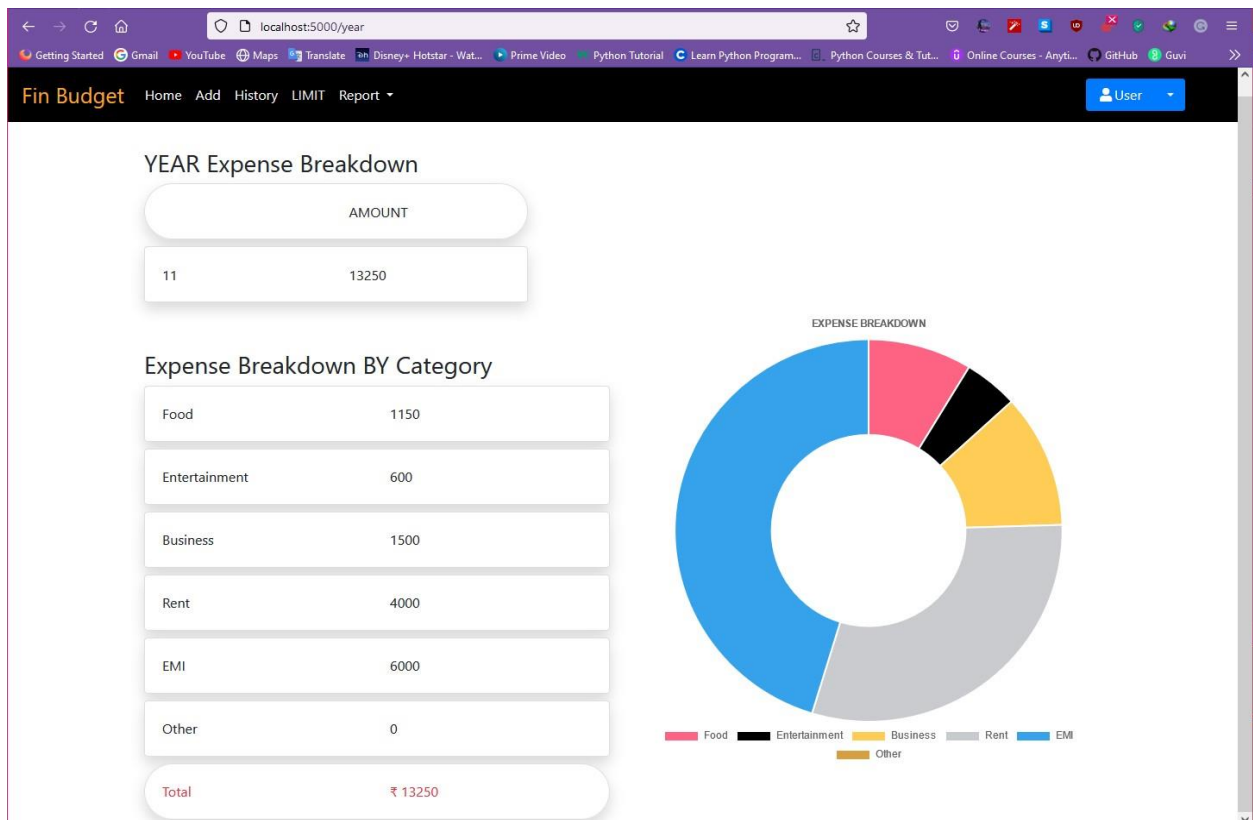 localhost:5000/year
Getting Started Gmail YouTube Maps Translate Disney+ Hotstar - Wat... Prime Video Python Tutorial Learn Python Program... Python Courses & Tut... Online Courses - Anyti... GitHub Guvi
Fin Budget Home Add History LIMIT Report User
YEAR Expense Breakdown
AMOUNT
11 13250
EXPENSE BREAKDOWN
Expense Breakdown BY Category
Food 1150
Entertainment 600
Business 1500
Rent 4000
EMI 6000
Other 0
Total ₹ 13250
Food Entertainment Business Rent EMI
Other